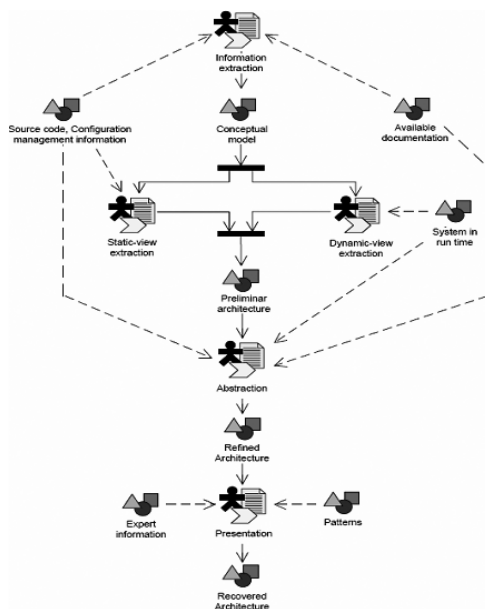 Information
extraction
Source code, Configuration
management information
Conceptual
model
Available
documentation
Static-view
extraction
Dynamic-view
extraction
System in
run time
Preliminar
architecture
Abstraction
Refined
Architecture
Expert
information
Presentation
Patterns
Recovered
Architecture